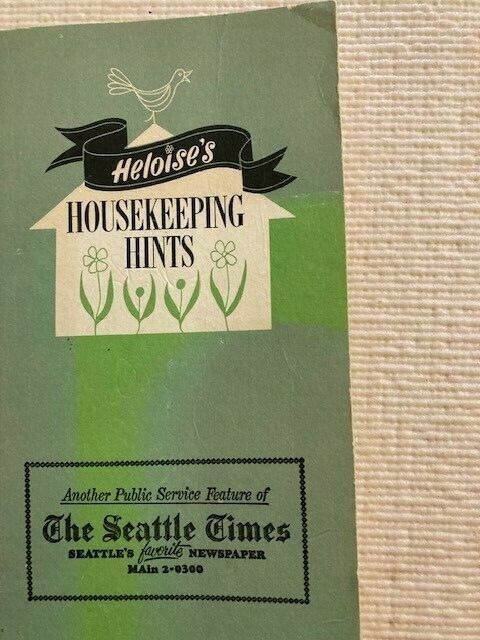 Heloise's
HOUSEKEEPING
HINTS
Another Public Service Feature of
The Seattle Times
SEATTLE'S favorite NEWSPAPER
MAin 2-0300